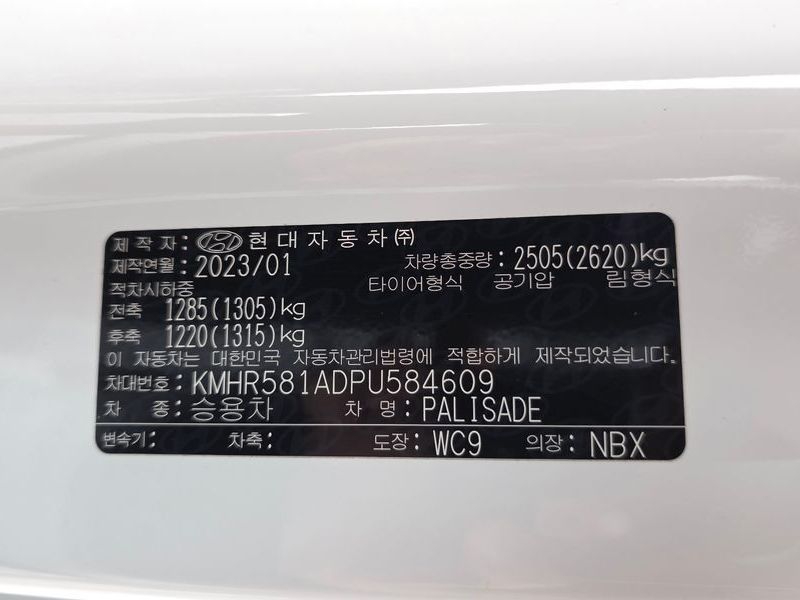 제 작 자 : 현대자동차㈜
제작연월: 2023/01 차량총중량: 2505(2620)kg
적차시하중 타이어형식 공기압 림형식
전축 1285(1305)kg
후축 1220(1315)kg
이 자동차는 대한민국 자동차관리법령에 적합하게 제작되었습니다.
차대번호: KMHR581ADPU584609
차 종: 승용차 차 명: PALISADE
변속기: 차축: 도장: WC9 의장: NBX